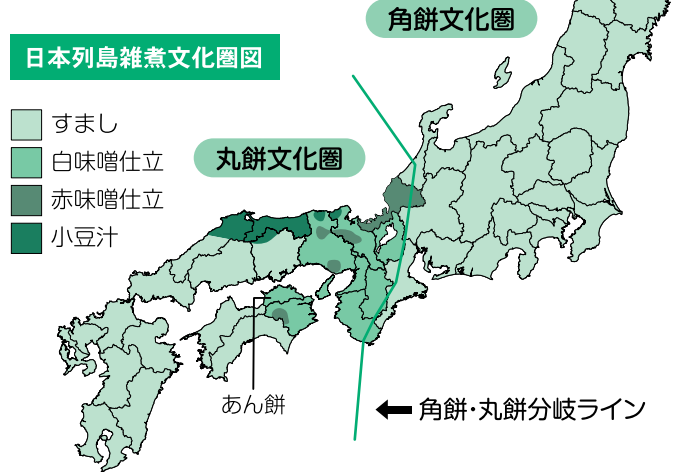 角餅文化圏
日本列島雑煮文化圏図
すまし
白味噌仕立
赤味噌仕立
小豆汁
丸餅文化圏
あん餅
角餅・丸餅分岐ライン